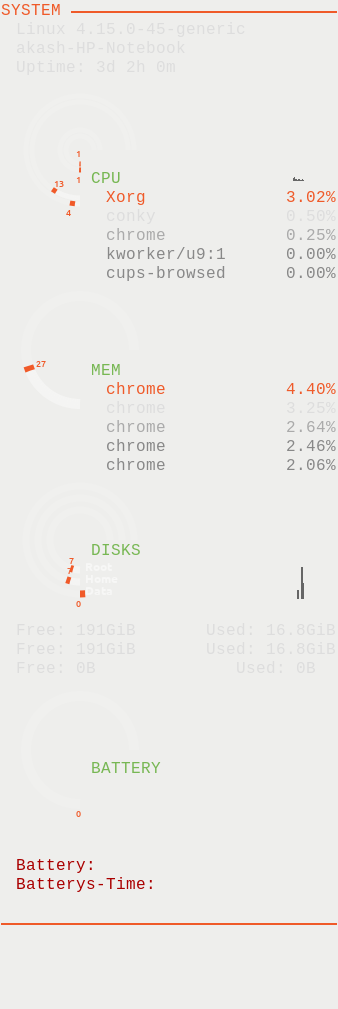 SYSTEM
Linux 4.15.0-45-generic
akash-HP-Notebook
Uptime: 3d 2h 0m
1
1
13
4
CPU
Xorg 3.02%
conky 0.50%
chrome 0.25%
kworker/u9:1 0.00%
cups-browsed 0.00%
27
MEM
chrome 4.40%
chrome 3.25%
chrome 2.64%
chrome 2.46%
chrome 2.06%
DISKS
7 Root
7 Home
Data
0
Free: 191GiB Used: 16.8GiB
Free: 191GiB Used: 16.8GiB
Free: 0B Used: 0B
BATTERY
0
Battery:
Batterys-Time: